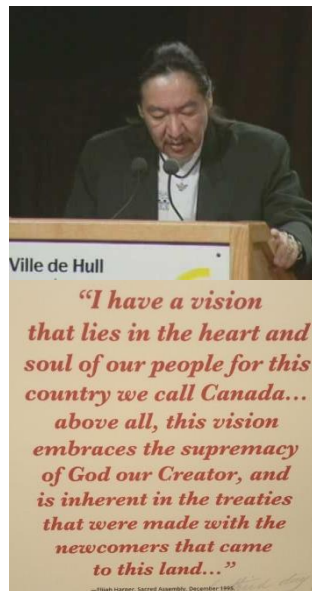 Ville de Hull
“I have a vision
that lies in the heart and
soul of our people for this
country we call Canada...
above all, this vision
embraces the supremacy
of God our Creator, and
is inherent in the treaties
that were made with the
newcomers that came
to this land...”
—Elijah Harper, Sacred Assembly, December 1995.